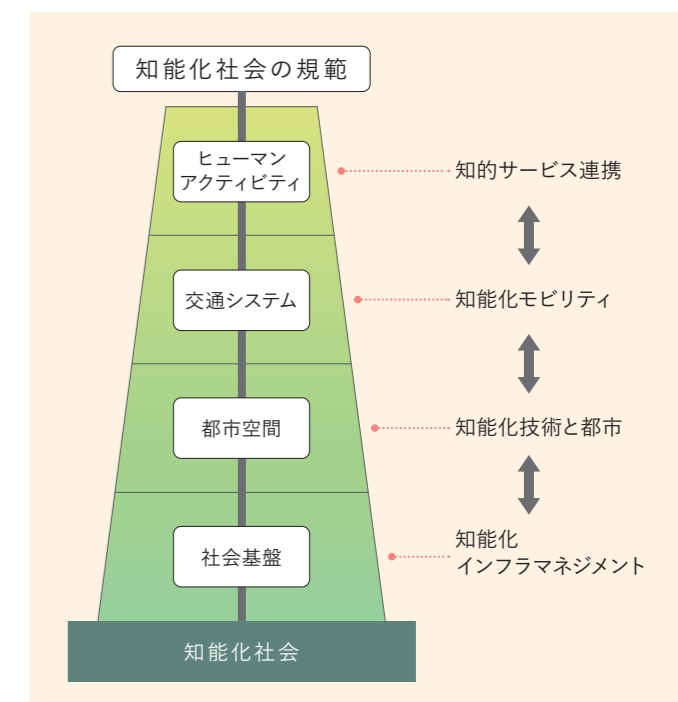 知能化社会の規範
ヒューマン
アクティビティ
知的サービス連携
交通システム
知能化モビリティ
都市空間
知能化技術と都市
社会基盤
知能化
インフラマネジメント
知能化社会